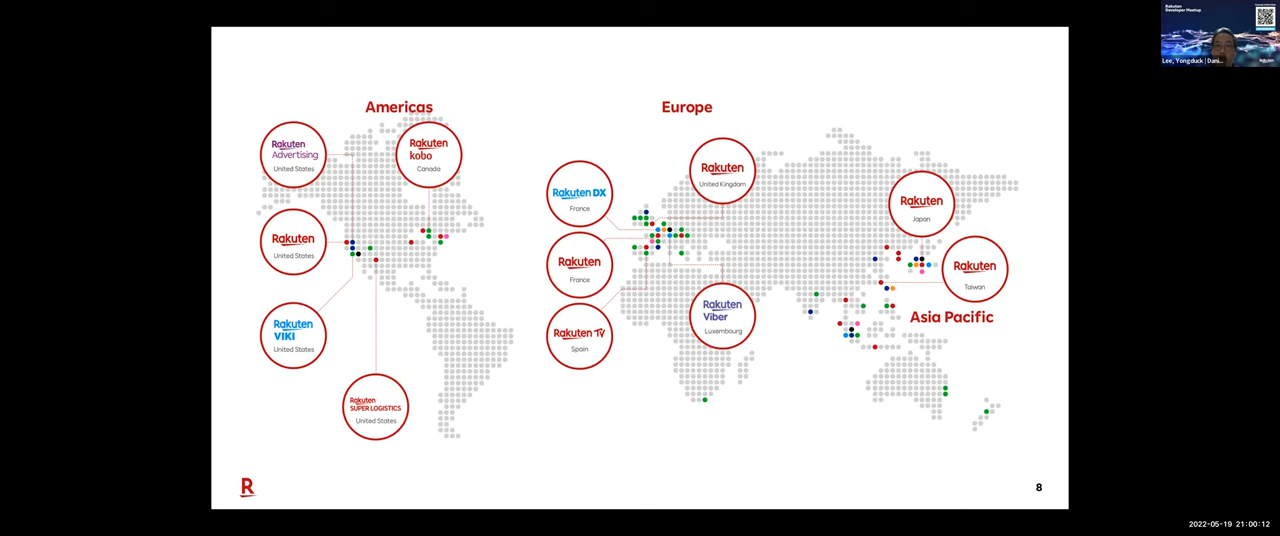 Americas
Europe
Rakuten
Advertising
United States
Rakuten
kobo
Canada
Rakuten
United States
Rakuten
VIKI
United States
Rakuten
SUPER LOGISTICS
United States
Rakuten DX
France
Rakuten
United Kingdom
Rakuten
France
Rakuten TV
Spain
Rakuten
Viber
Luxembourg
Rakuten
Japan
Rakuten
Taiwan
Asia Pacific
R
8
Rakuten
Developer Meetup
Lee, Yongduck | Dani...
Rakuten
2022-05-19 21:00:12